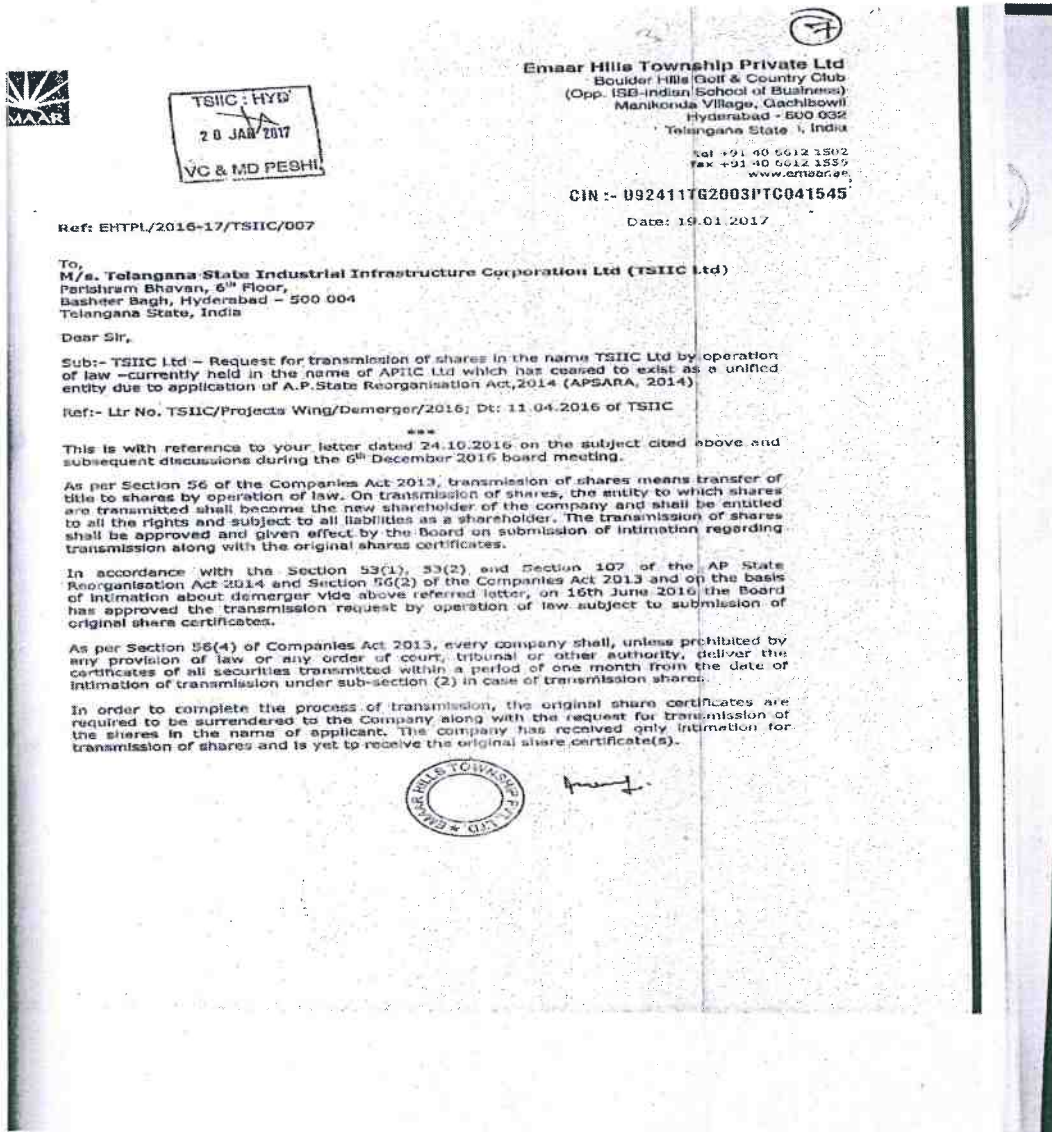 7
Emaar Hills Township Private Ltd
Boulder Hills Golf & Country Club
(Opp. ISB-Indian School of Business)
Manikonda Village, Gachibowli
Hyderabad - 500 032
Telangana State, India
tel +91 40 6612 1502
fax +91 40 6612 1555
www.emaar.ae
CIN :- U92411TG2003PTC041545
MAAR
TSIIC : HYD
20 JAN 2017
VC & MD PESHI
Ref: EHTPL/2016-17/TSIIC/007
Date: 19.01.2017
To,
M/s. Telangana State Industrial Infrastructure Corporation Ltd (TSIIC Ltd)
Parishram Bhavan, 6th Floor,
Basheer Bagh, Hyderabad – 500 004
Telangana State, India
Dear Sir,
Sub:- TSIIC Ltd – Request for transmission of shares in the name TSIIC Ltd by operation
of law –currently held in the name of APIIC Ltd which has ceased to exist as a unified
entity due to application of A.P.State Reorganisation Act,2014 (APSARA, 2014)
Ref:- Ltr No. TSIIC/Projects Wing/Demerger/2016; Dt: 11.04.2016 of TSIIC
***
This is with reference to your letter dated 24.10.2016 on the subject cited above and
subsequent discussions during the 6th December 2016 board meeting.
As per Section 56 of the Companies Act 2013, transmission of shares means transfer of
title to shares by operation of law. On transmission of shares, the entity to which shares
are transmitted shall become the new shareholder of the company and shall be entitled
to all the rights and subject to all liabilities as a shareholder. The transmission of shares
shall be approved and given effect by the Board on submission of intimation regarding
transmission along with the original shares certificates.
In accordance with the Section 53(1), 53(2) and Section 107 of the AP State
Reorganisation Act 2014 and Section 56(2) of the Companies Act 2013 and on the basis
of intimation about demerger vide above referred letter, on 16th June 2016 the Board
has approved the transmission request by operation of law subject to submission of
original share certificates.
As per Section 56(4) of Companies Act 2013, every company shall, unless prohibited by
any provision of law or any order of court, tribunal or other authority, deliver the
certificates of all securities transmitted within a period of one month from the date of
intimation of transmission under sub-section (2) in case of transmission shares.
In order to complete the process of transmission, the original share certificates are
required to be surrendered to the Company along with the request for transmission of
the shares in the name of applicant. The company has received only intimation for
transmission of shares and is yet to receive the original share certificate(s).
EMAAR HILLS TOWNSHIP PVT. LTD. *